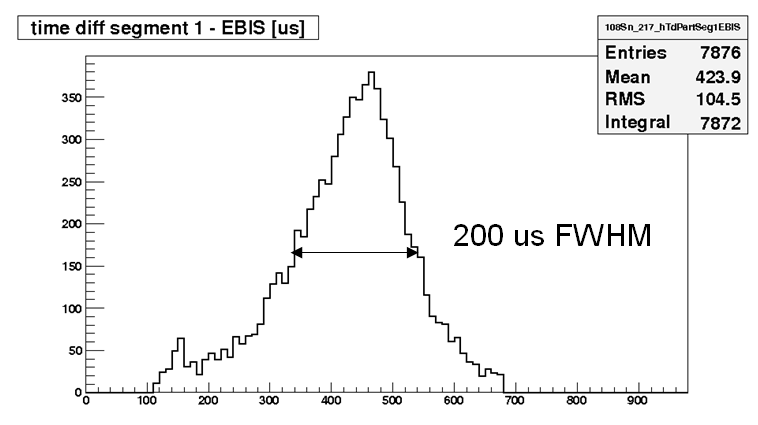 time diff segment 1 - EBIS [us]
108Sn_217_hTdPartSeg1EBIS
Entries 7876
Mean 423.9
RMS 104.5
Integral 7872
350
300
250
200
150
100
50
0
200 us FWHM
0 100 200 300 400 500 600 700 800 900